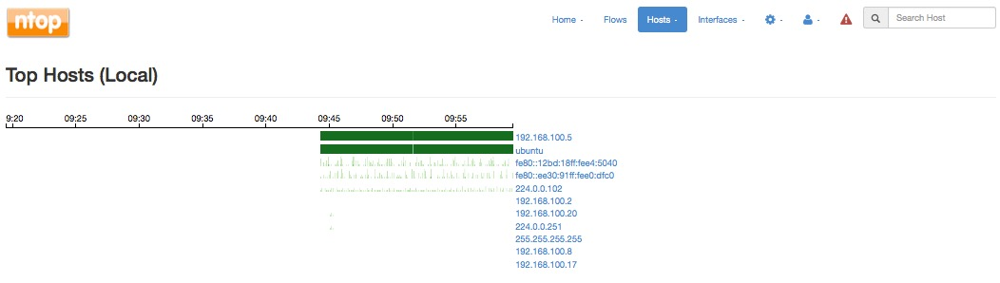 ntop
Home Flows Hosts Interfaces Search Host
Top Hosts (Local)
9:20 09:25 09:30 09:35 09:40 09:45 09:50 09:55
192.168.100.5
ubuntu
fe80::12bd:18ff:fee4:5040
fe80::ee30:91ff:fee0:dfc0
224.0.0.102
192.168.100.2
192.168.100.20
224.0.0.251
255.255.255.255
192.168.100.8
192.168.100.17